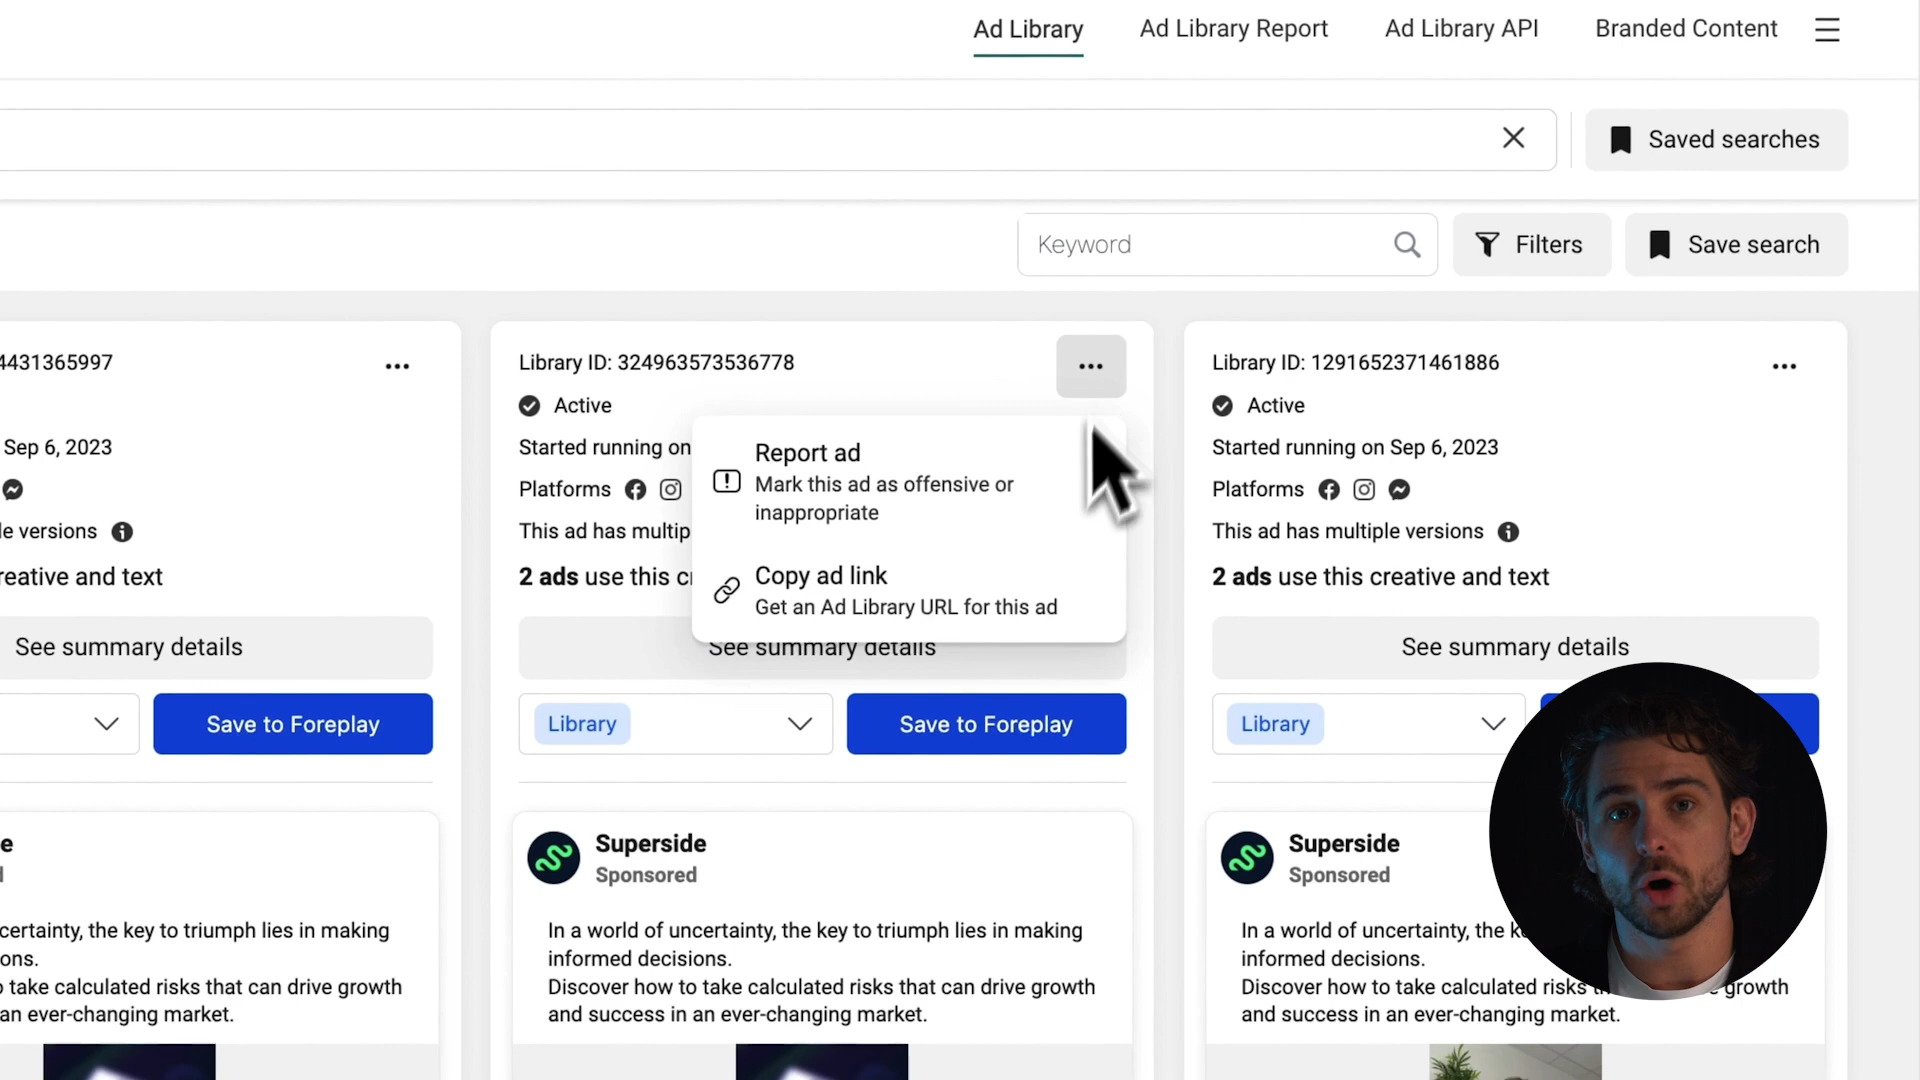 Ad Library
Ad Library Report
Ad Library API
Branded Content
Saved searches
Keyword
Filters
Save search
4431365997
Sep 6, 2023
le versions
reative and text
See summary details
Save to Foreplay
e
certainty, the key to triumph lies in making
ons.
o take calculated risks that can drive growth
an ever-changing market.
Library ID: 324963573536778
Active
Started running on
Platforms
This ad has multip
2 ads use this cr
Report ad
Mark this ad as offensive or
inappropriate
Copy ad link
Get an Ad Library URL for this ad
See summary details
Library
Save to Foreplay
Superside
Sponsored
In a world of uncertainty, the key to triumph lies in making
informed decisions.
Discover how to take calculated risks that can drive growth
and success in an ever-changing market.
Library ID: 1291652371461886
Active
Started running on Sep 6, 2023
Platforms
This ad has multiple versions
2 ads use this creative and text
See summary details
Library
Superside
Sponsored
In a world of uncertainty, the k
informed decisions.
Discover how to take calculated risks growth
and success in an ever-changing market.